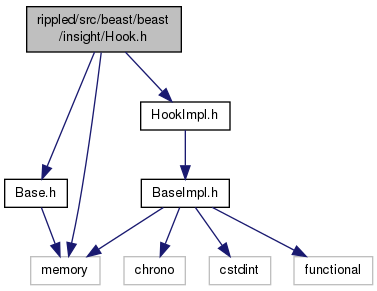 rippled/src/beast/beast
/insight/Hook.h
HookImpl.h
Base.h
BaseImpl.h
memory
chrono
cstdint
functional